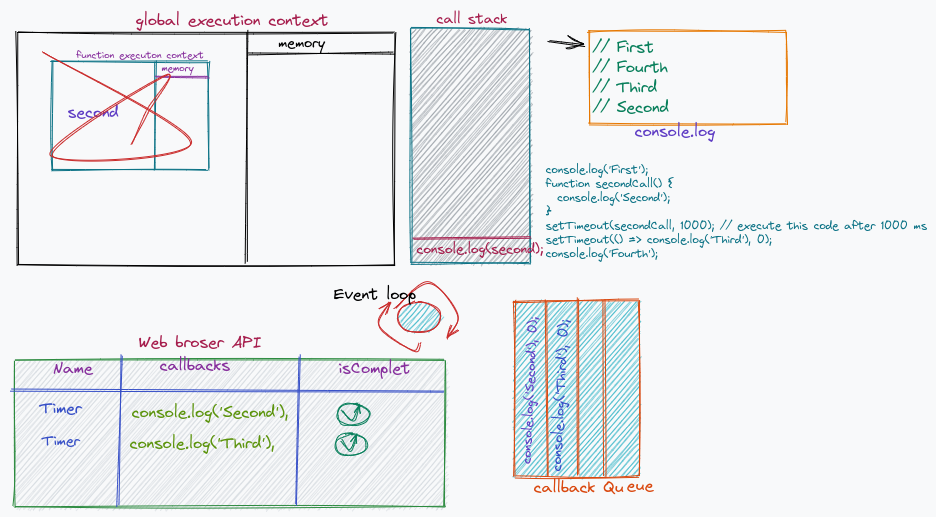 global execution context
memory
function executon context
memory
second
call stack
console.log(second);
// First
// Fourth
// Third
// Second
console.log
console.log('First');
function secondCall() {
console.log('Second');
}
setTimeout(secondCall, 1000); // execute this code after 1000 ms
setTimeout(() => console.log('Third'), 0);
console.log('Fourth');
Event loop
Web broser API
Name
callbacks
isComplet
Timer
console.log('Second'),
Timer
console.log('Third'),
console.log('Second'), 0);
console.log('Third'), 0);
callback Queue